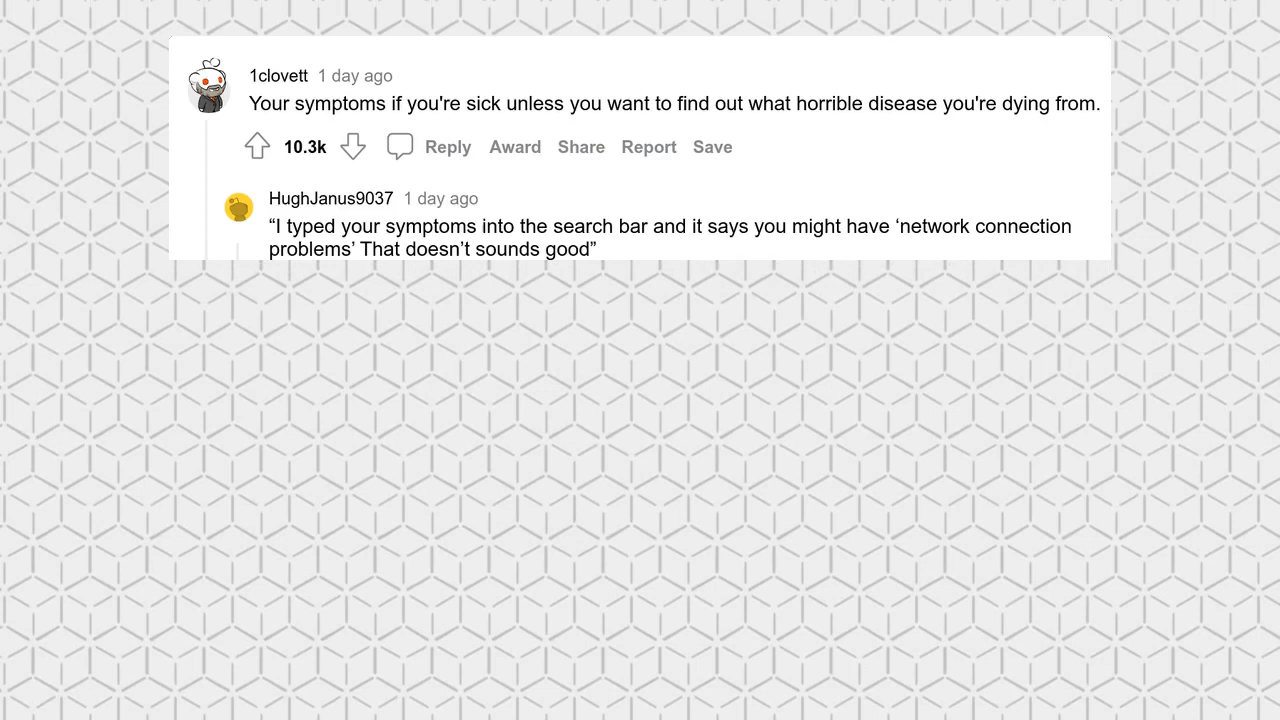 1clovett 1 day ago
Your symptoms if you're sick unless you want to find out what horrible disease you're dying from.
10.3k Reply Award Share Report Save
HughJanus9037 1 day ago
“I typed your symptoms into the search bar and it says you might have ‘network connection
problems’ That doesn’t sounds good”